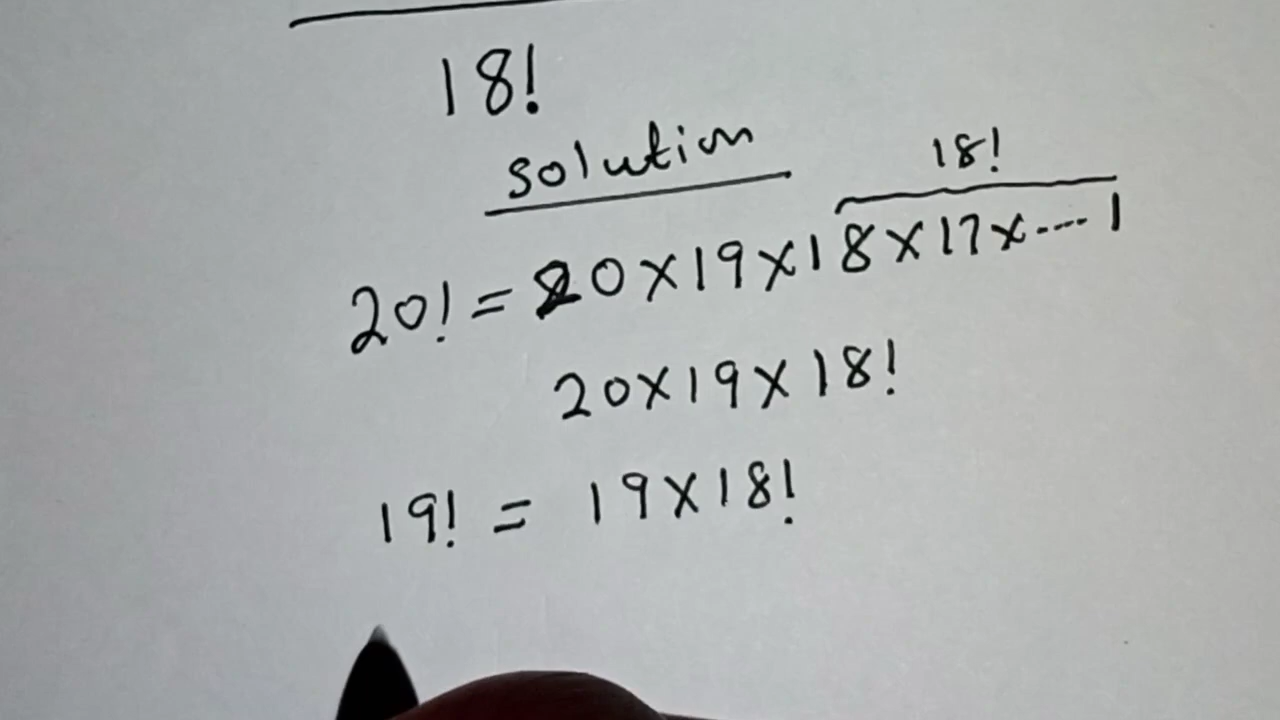 18!
solution
18!
20! = 20×19×18×17×----1
20×19×18!
19! = 19×18!